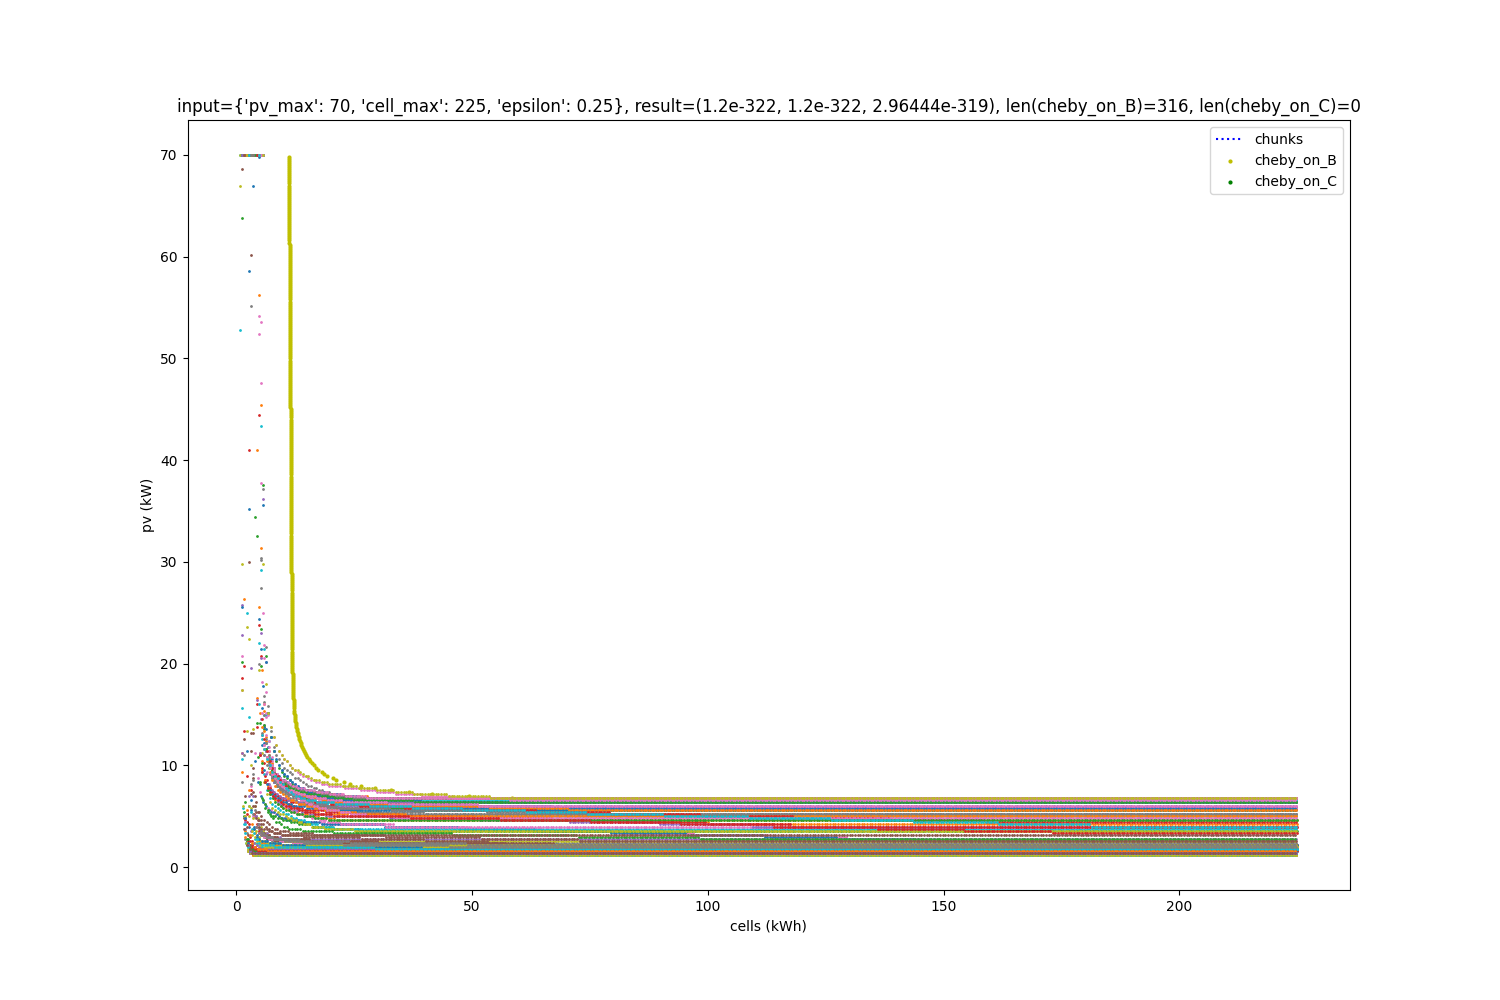 input={'pv_max': 70, 'cell_max': 225, 'epsilon': 0.25}, result=(1.2e-322, 1.2e-322, 2.96444e-319), len(cheby_on_B)=316, len(cheby_on_C)=0
chunks
cheby_on_B
cheby_on_C
70
60
50
40
30
20
10
0
pv (kW)
0 50 100 150 200
cells (kWh)